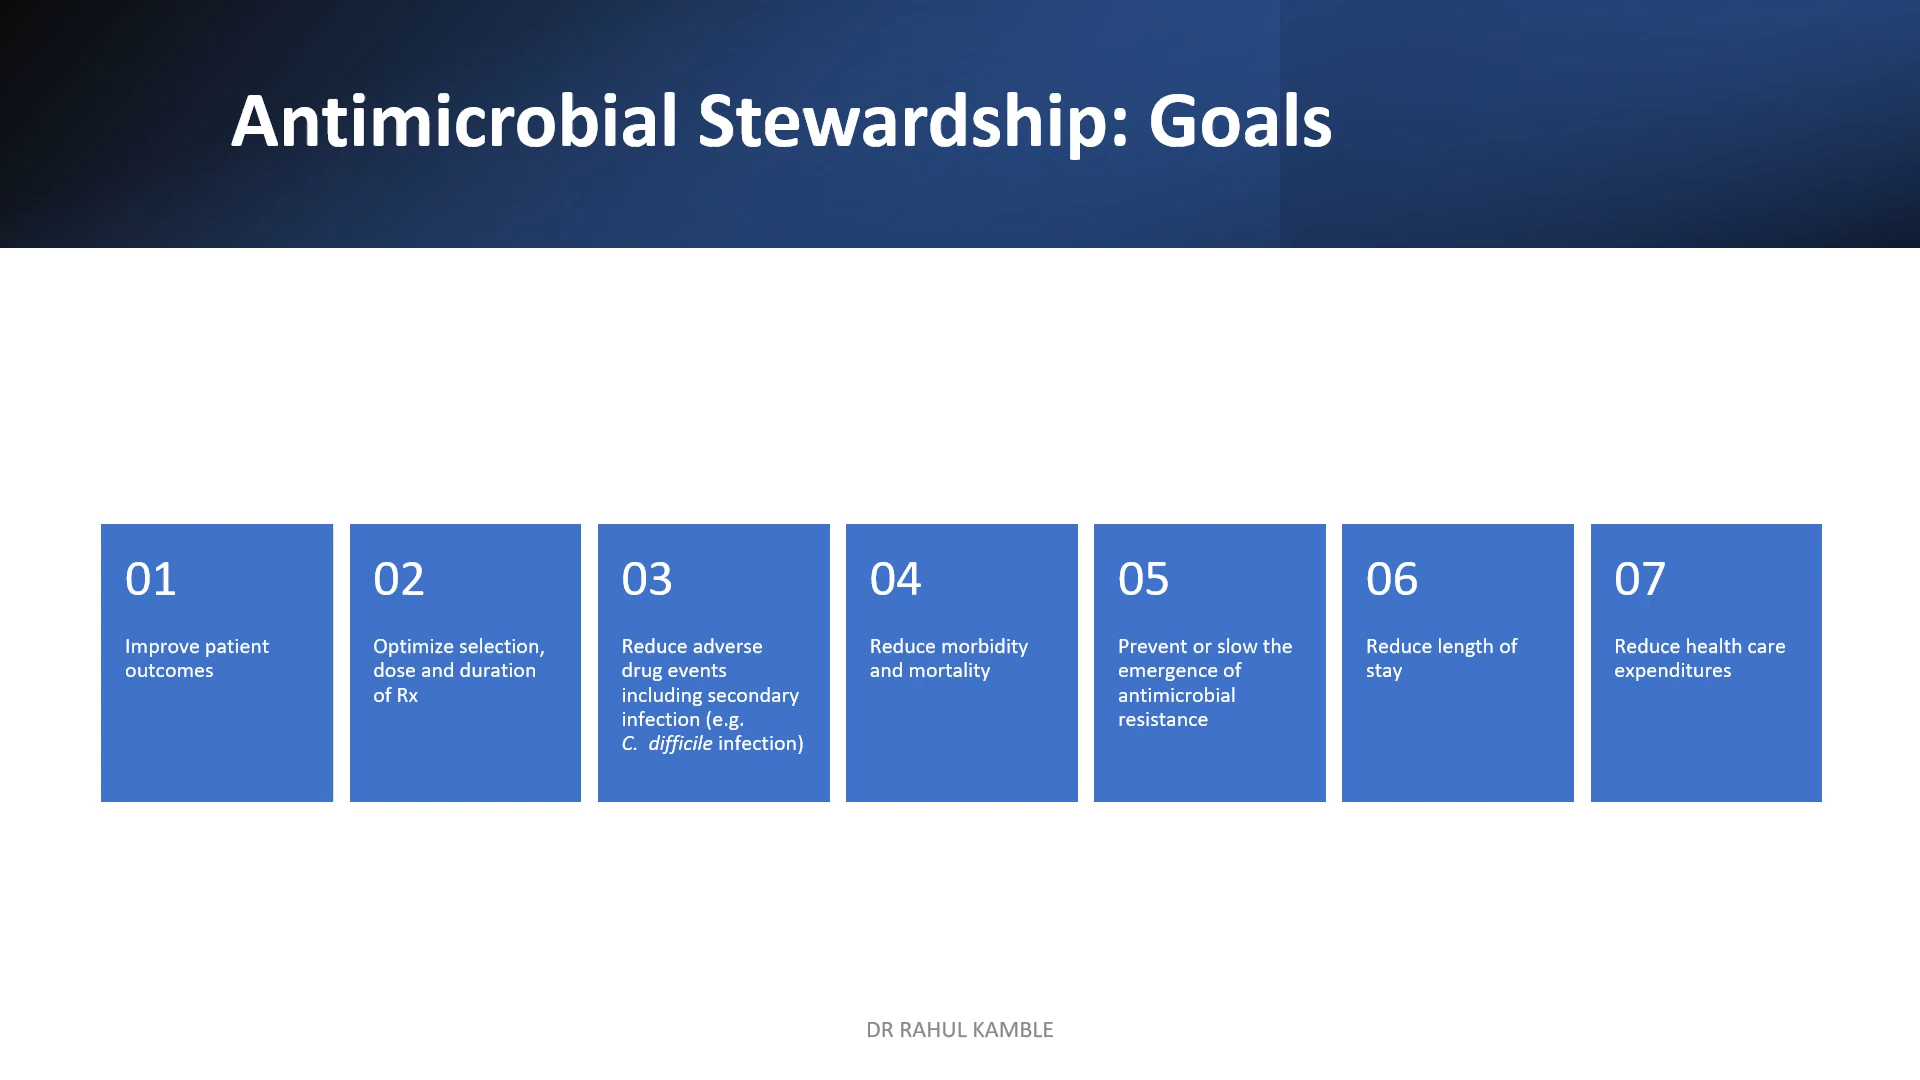 Antimicrobial Stewardship: Goals
01
Improve patient
outcomes
02
Optimize selection,
dose and duration
of Rx
03
Reduce adverse
drug events
including secondary
infection (e.g.
C. difficile infection)
04
Reduce morbidity
and mortality
05
Prevent or slow the
emergence of
antimicrobial
resistance
06
Reduce length of
stay
07
Reduce health care
expenditures
DR RAHUL KAMBLE